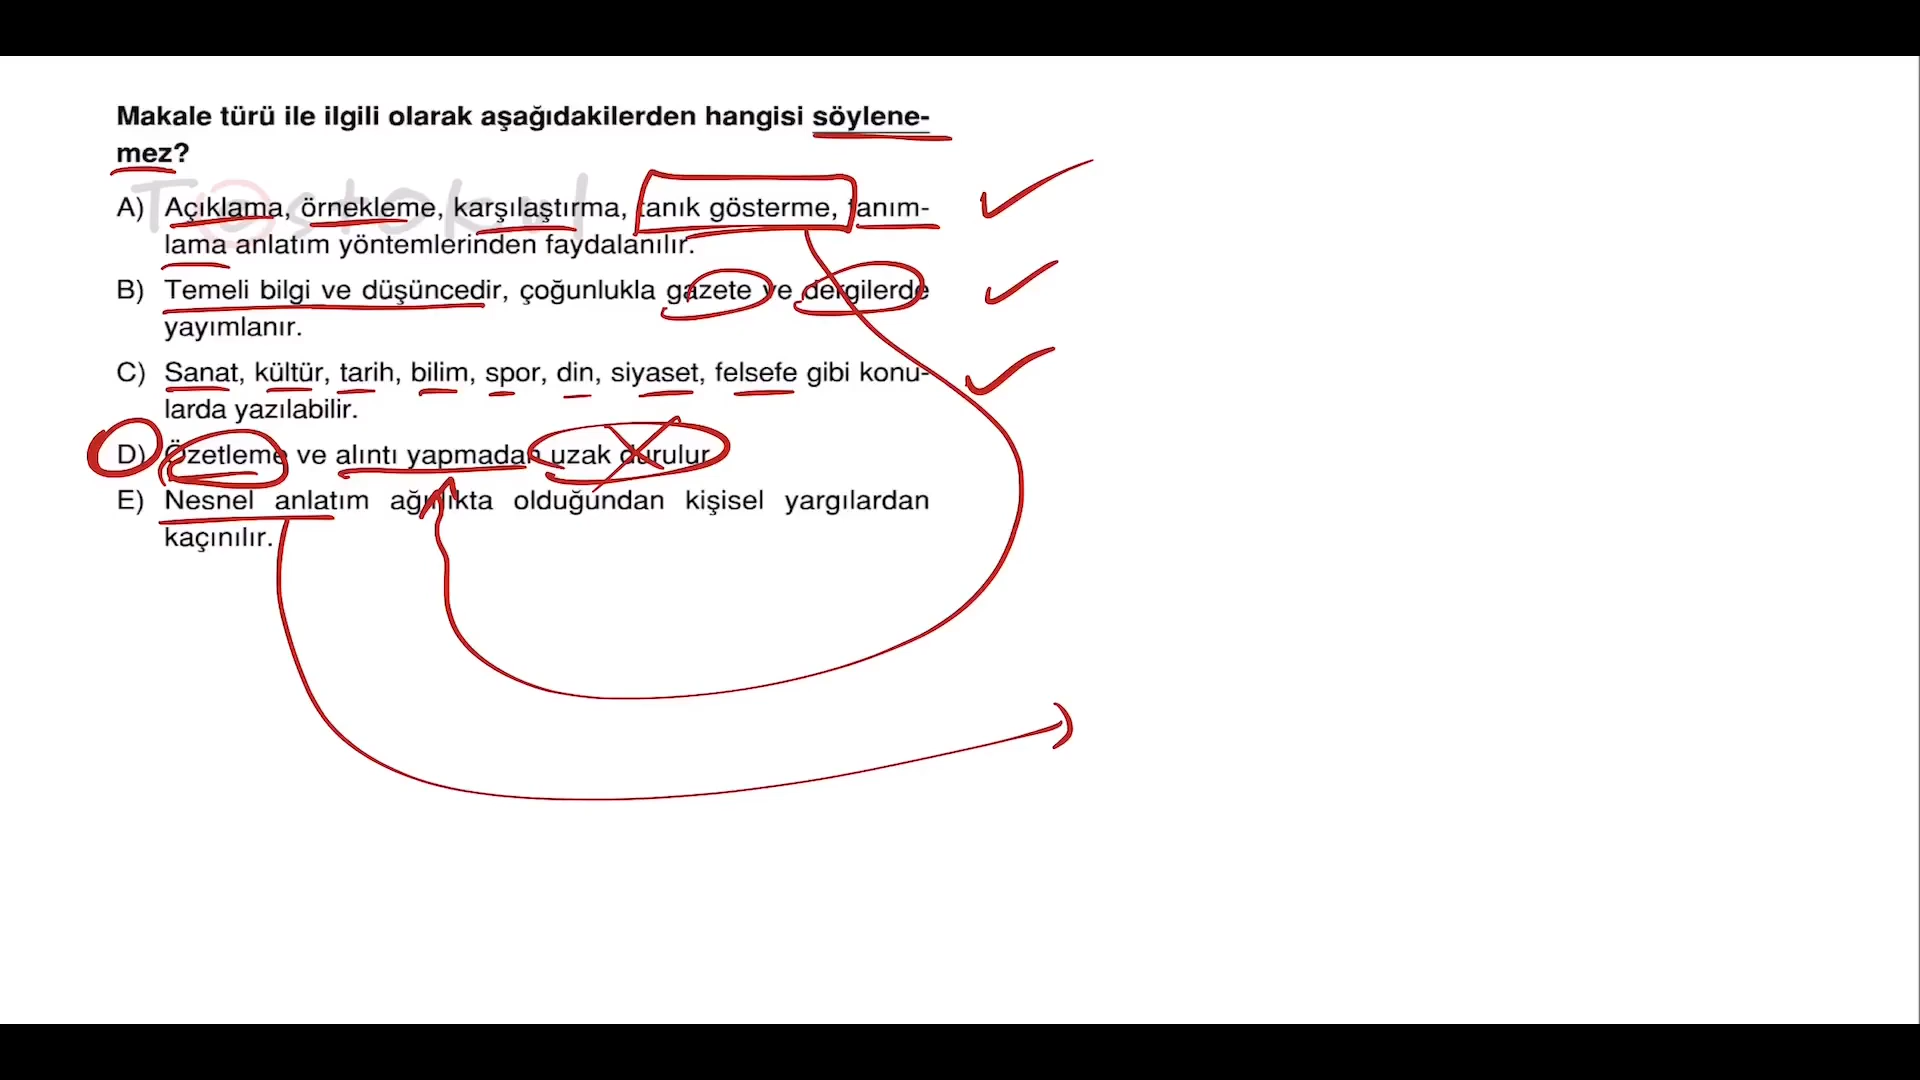 Makale türü ile ilgili olarak aşağıdakilerden hangisi söylene-
mez?
Testokul
A) Açıklama, örnekleme, karşılaştırma, tanık gösterme, tanım-
lama anlatım yöntemlerinden faydalanılır.
B) Temeli bilgi ve düşüncedir, çoğunlukla gazete ve dergilerde
yayımlanır.
C) Sanat, kültür, tarih, bilim, spor, din, siyaset, felsefe gibi konu-
larda yazılabilir.
D) Özetleme ve alıntı yapmadan uzak durulur.
E) Nesnel anlatım ağırlıkta olduğundan kişisel yargılardan
kaçınılır.